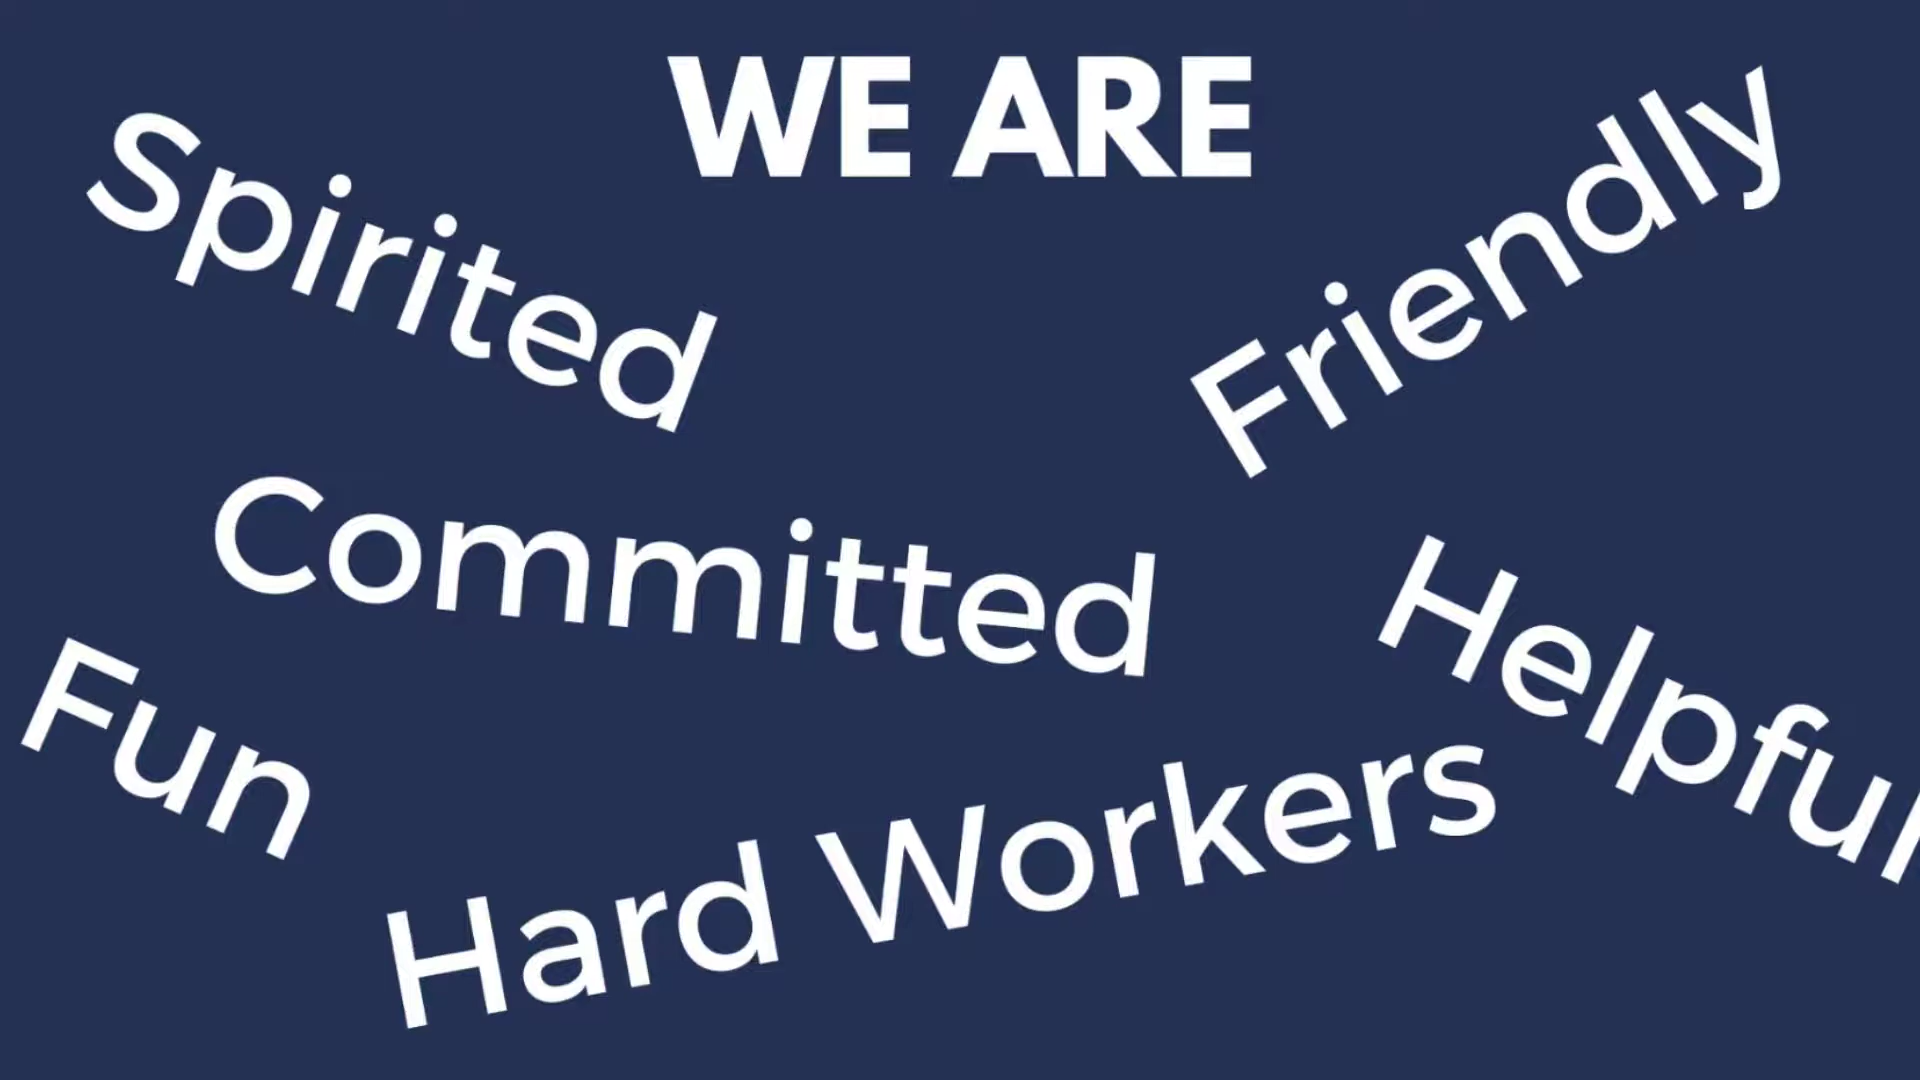 WE ARE
Spirited
Friendly
Committed
Helpful
Fun
Hard Workers